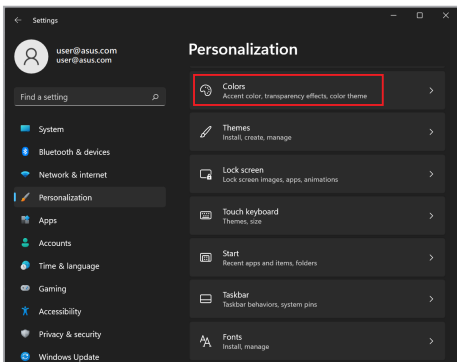 Settings
user@asus.com
user@asus.com
Find a setting
System
Bluetooth & devices
Network & internet
Personalization
Apps
Accounts
Time & language
Gaming
Accessibility
Privacy & security
Windows Update
Personalization
Colors
Accent color, transparency effects, color theme
Themes
Install, create, manage
Lock screen
Lock screen images, apps, animations
Touch keyboard
Themes, size
Start
Recent apps and items, folders
Taskbar
Taskbar behaviors, system pins
Fonts
Install, manage